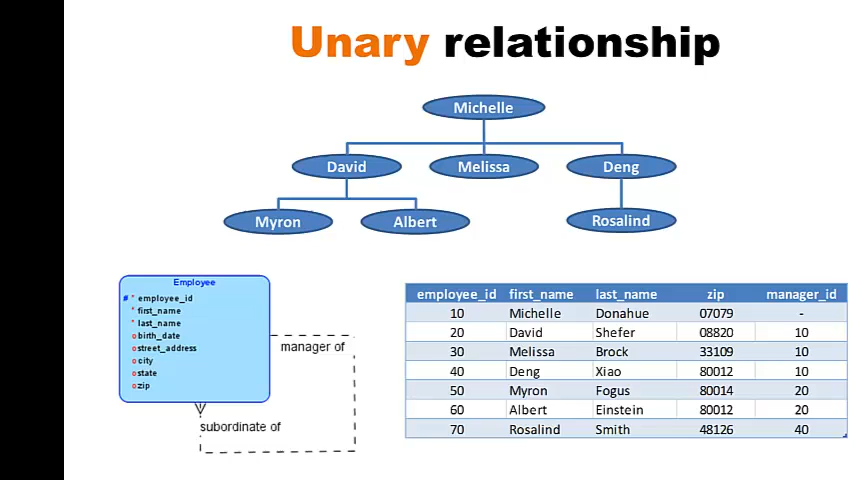 Unary relationship
Michelle
David Melissa Deng
Myron Albert Rosalind
Employee
# * employee_id
* first_name
* last_name
o birth_date
o street_address
o city
o state
o zip
manager of
subordinate of
employee_id first_name last_name zip manager_id
10 Michelle Donahue 07079 -
20 David Shefer 08820 10
30 Melissa Brock 33109 10
40 Deng Xiao 80012 10
50 Myron Fogus 80014 20
60 Albert Einstein 80012 20
70 Rosalind Smith 48126 40